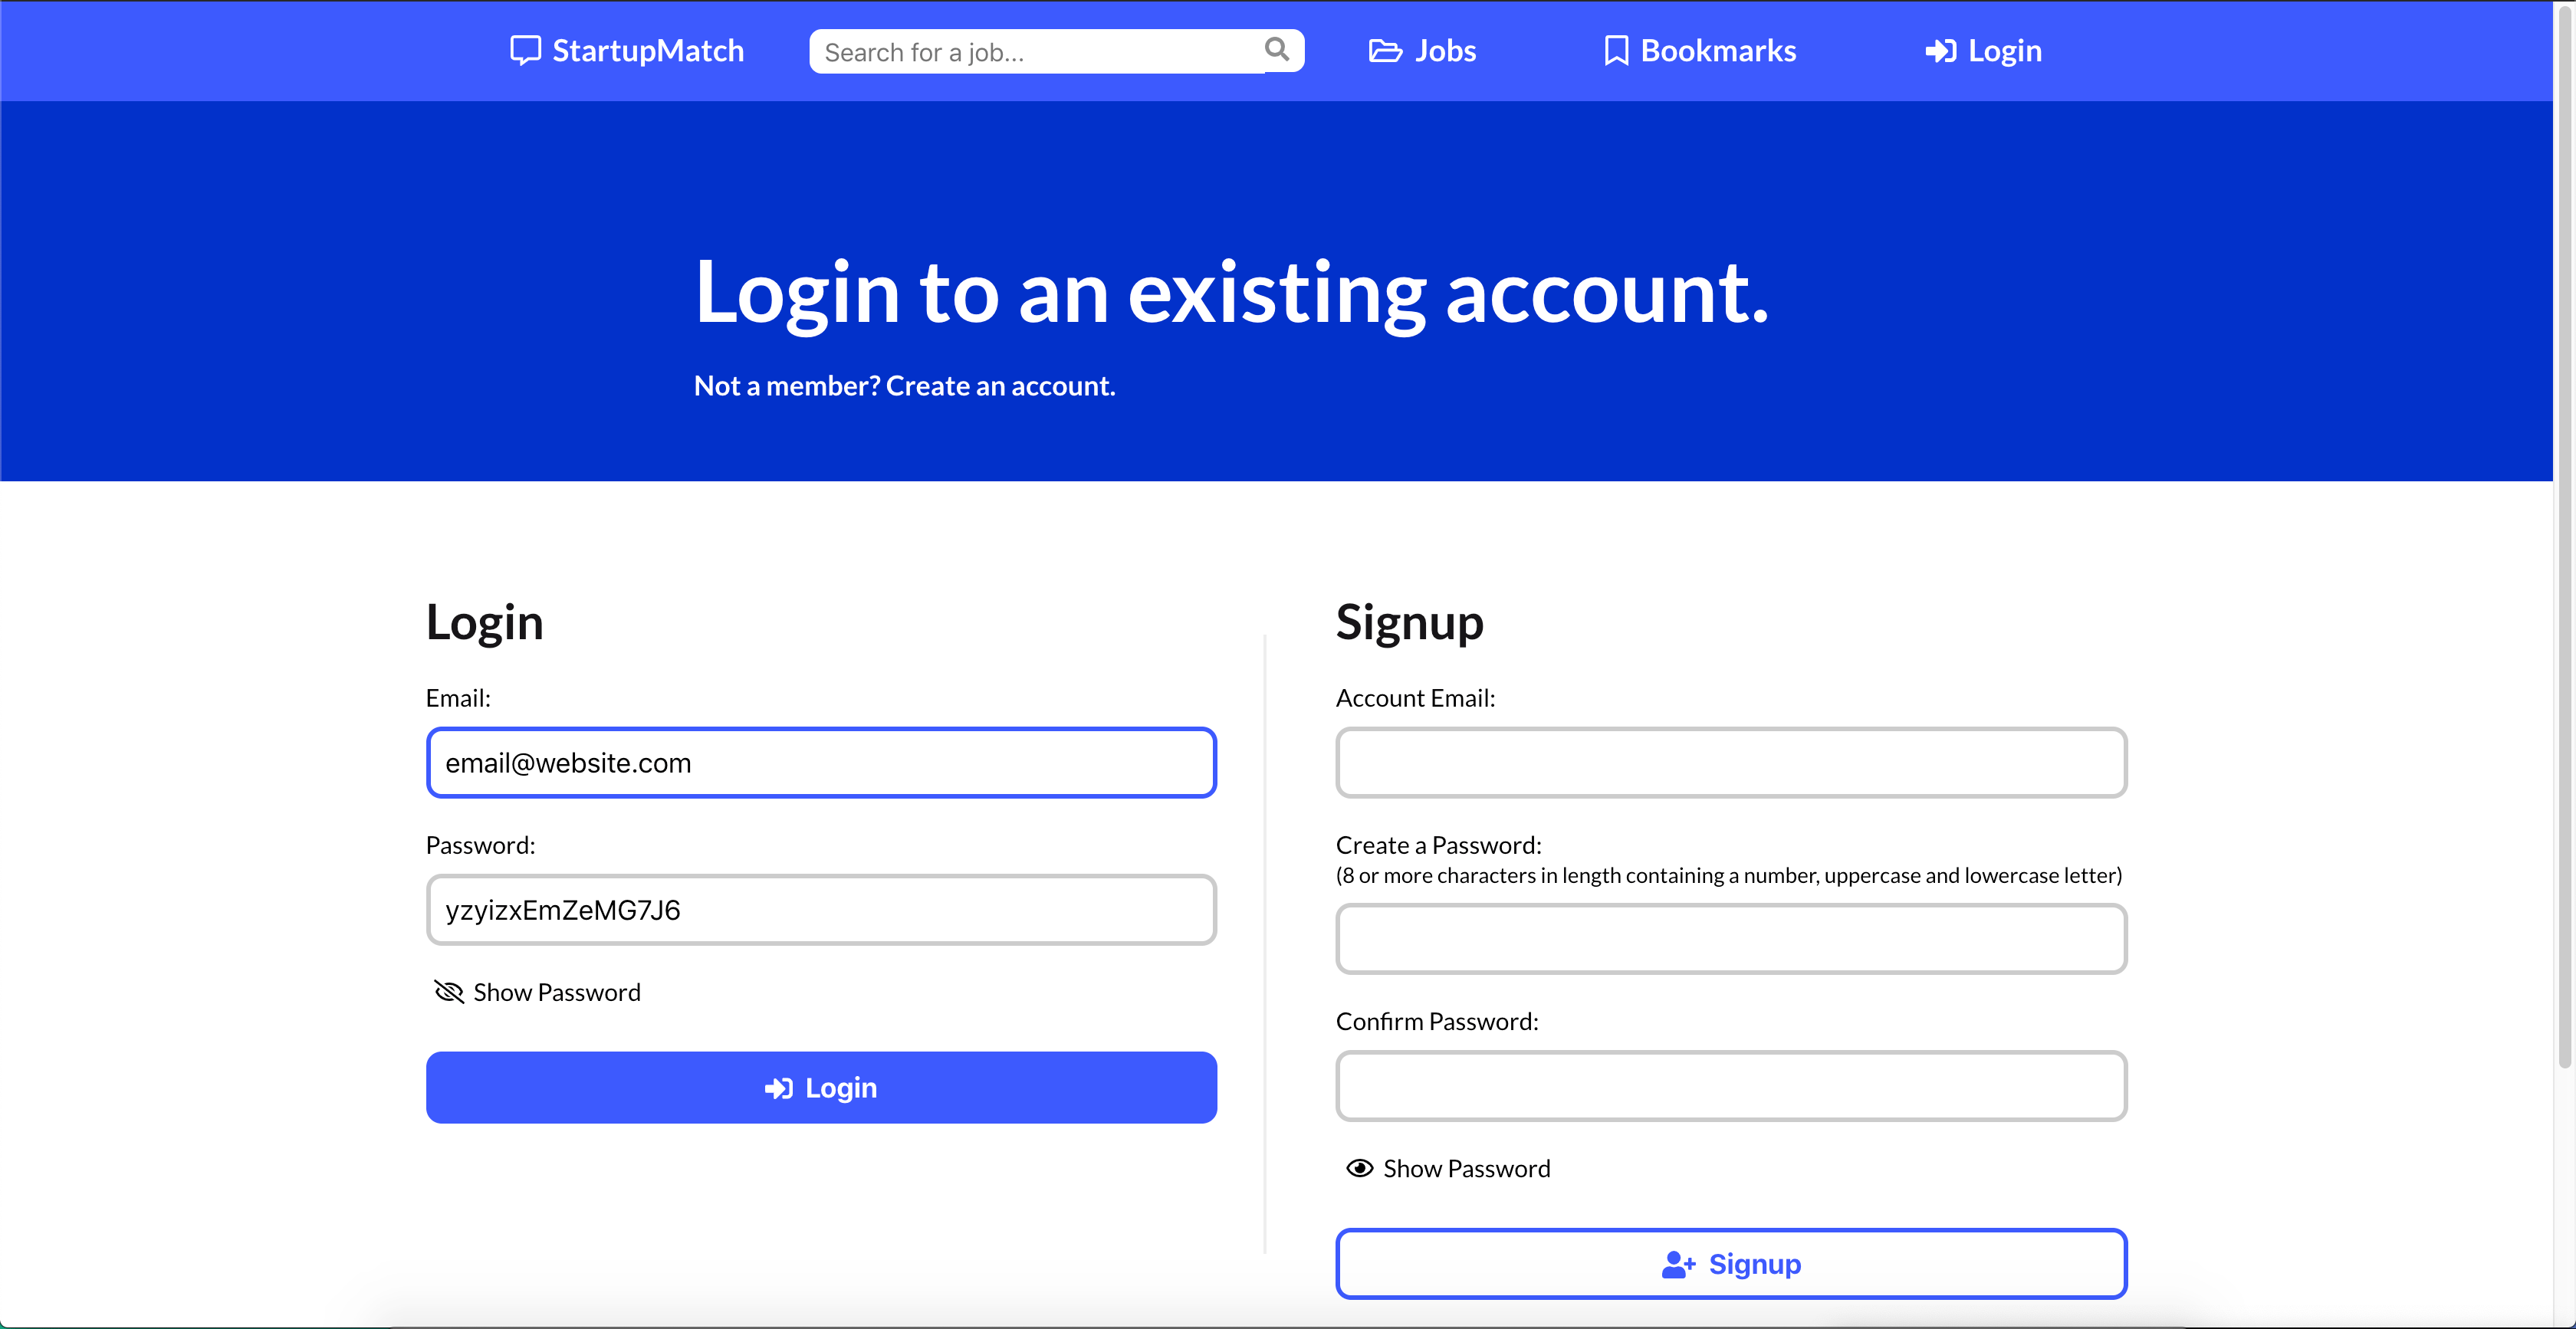 StartupMatch
Search for a job...
Jobs
Bookmarks
Login
Login to an existing account.
Not a member? Create an account.
Login
Email:
email@website.com
Password:
yzyizxEmZeMG7J6
Show Password
Login
Signup
Account Email:
Create a Password:
(8 or more characters in length containing a number, uppercase and lowercase letter)
Confirm Password:
Show Password
Signup